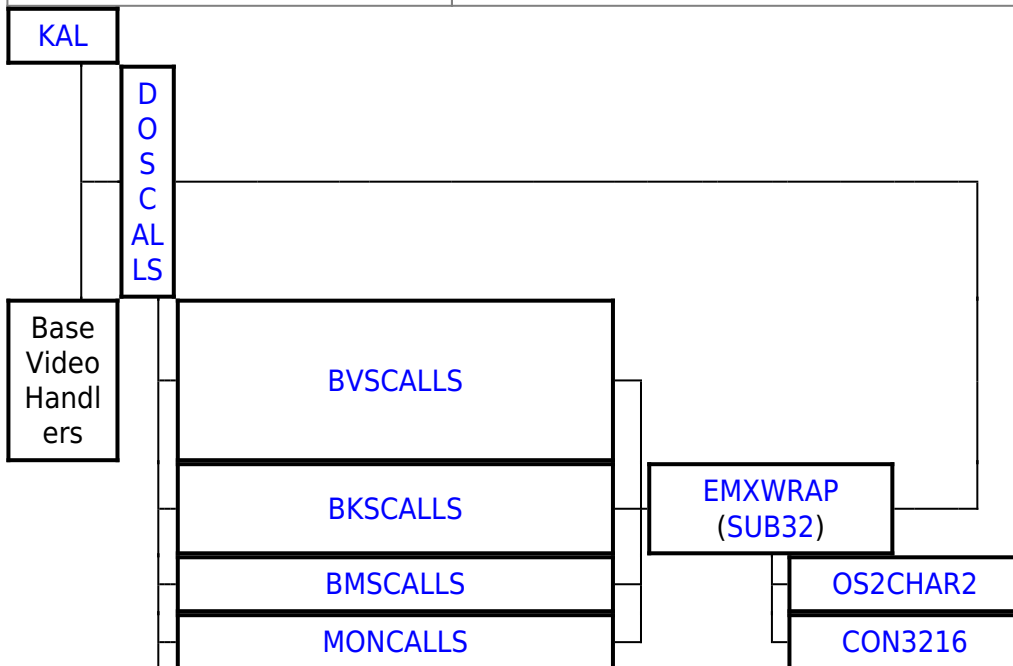 KAL
D
O
S
C
AL
LS
Base
Video
Handl
ers
BVSCALLS
BKSCALLS
EMXWRAP
(SUB32)
BMSCALLS
OS2CHAR2
MONCALLS
CON3216